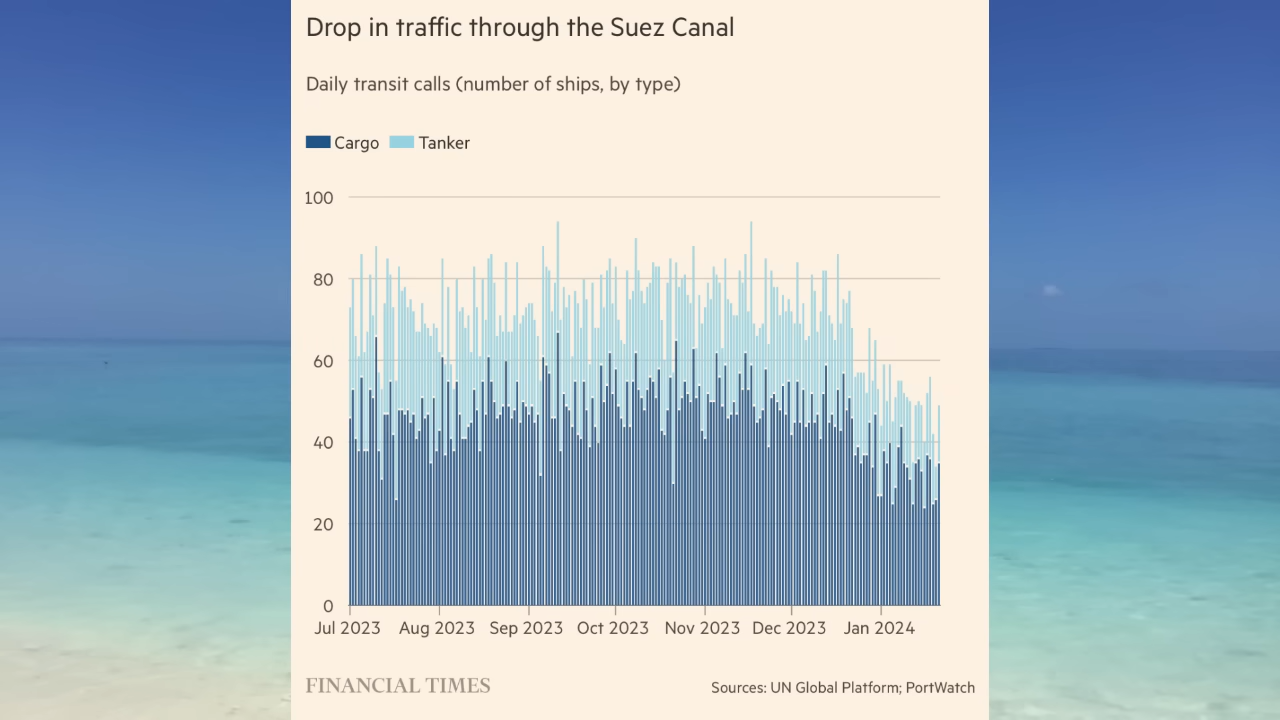 Drop in traffic through the Suez Canal
Daily transit calls (number of ships, by type)
Cargo Tanker
100
80
60
40
20
0
Jul 2023 Aug 2023 Sep 2023 Oct 2023 Nov 2023 Dec 2023 Jan 2024
FINANCIAL TIMES Sources: UN Global Platform; PortWatch